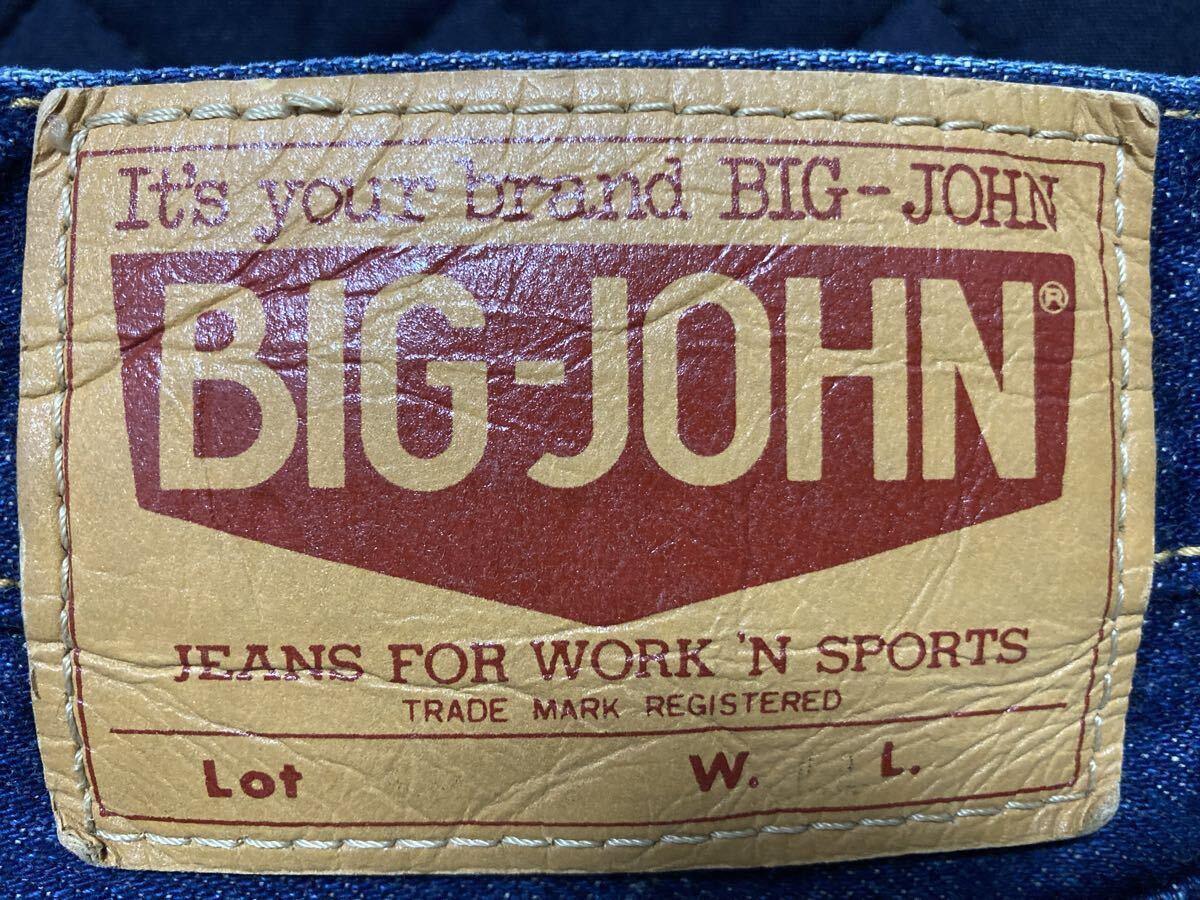 It's your brand BIG-JOHN
BIG-JOHN®
JEANS FOR WORK 'N SPORTS
TRADE MARK REGISTERED
Lot W. L.